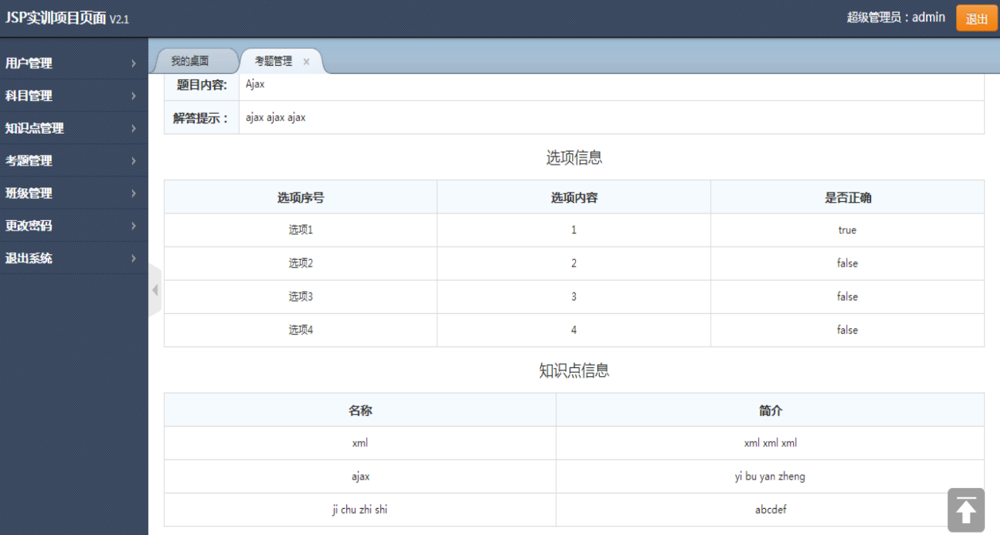 JSP实训项目页面 V2.1
超级管理员：admin
退出
用户管理
科目管理
知识点管理
考题管理
班级管理
更改密码
退出系统
我的桌面
考题管理 ×
题目内容: Ajax
解答提示： ajax ajax ajax
选项信息
选项序号 选项内容 是否正确
选项1 1 true
选项2 2 false
选项3 3 false
选项4 4 false
知识点信息
名称 简介
xml xml xml xml
ajax yi bu yan zheng
ji chu zhi shi abcdef